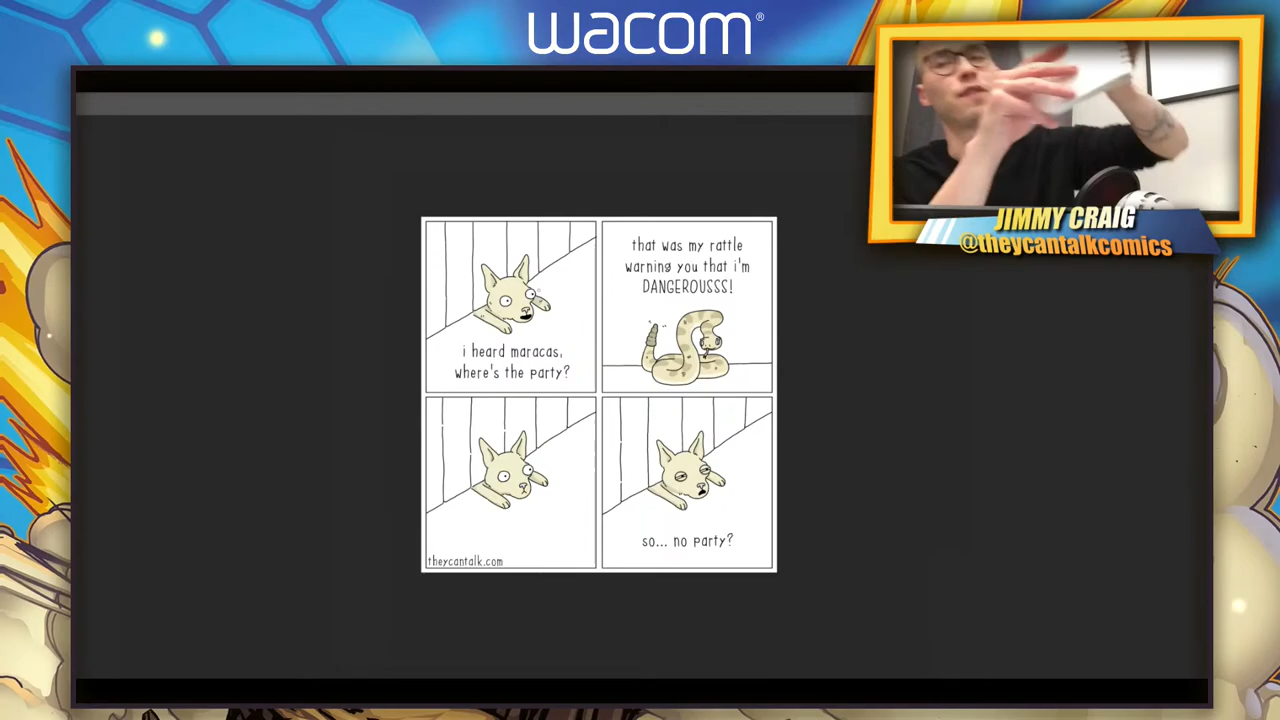 wacom®
JIMMY CRAIG
@theycantalkcomics
i heard maracas,
where's the party?
that was my rattle
warning you that i'm
DANGEROUSSS!
theycantalk.com
so... no party?